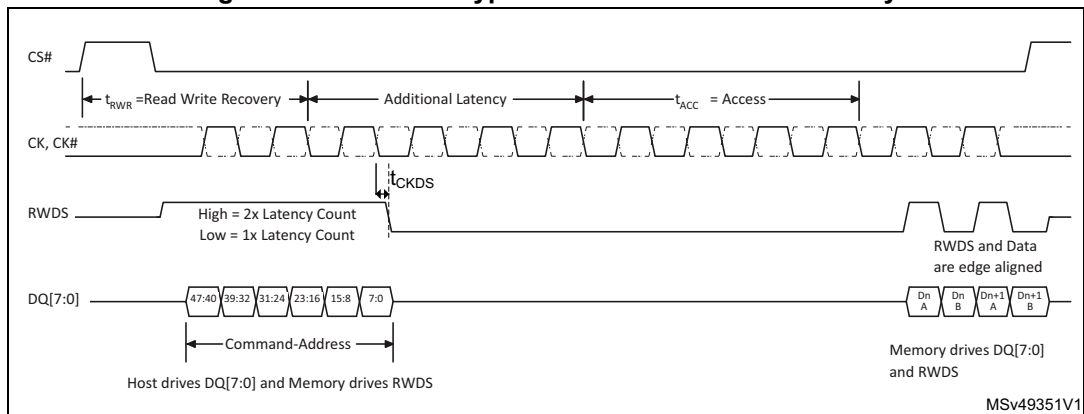 CS#
tRWR =Read Write Recovery
Additional Latency
tACC = Access
CK, CK#
tCKDS
RWDS
High = 2x Latency Count
Low = 1x Latency Count
RWDS and Data
are edge aligned
DQ[7:0]
47:40 39:32 31:24 23:16 15:8 7:0
Dn A
Dn B
Dn+1 A
Dn+1 B
Command-Address
Memory drives DQ[7:0]
and RWDS
Host drives DQ[7:0] and Memory drives RWDS
MSv49351V1